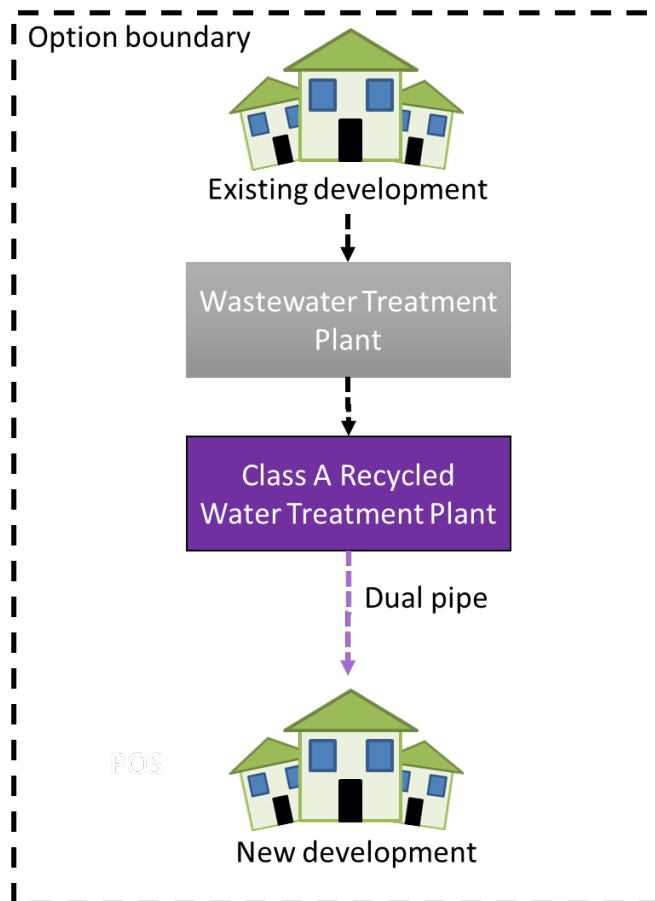 Option boundary
Existing development
Wastewater Treatment
Plant
Class A Recycled
Water Treatment Plant
Dual pipe
POS
New development